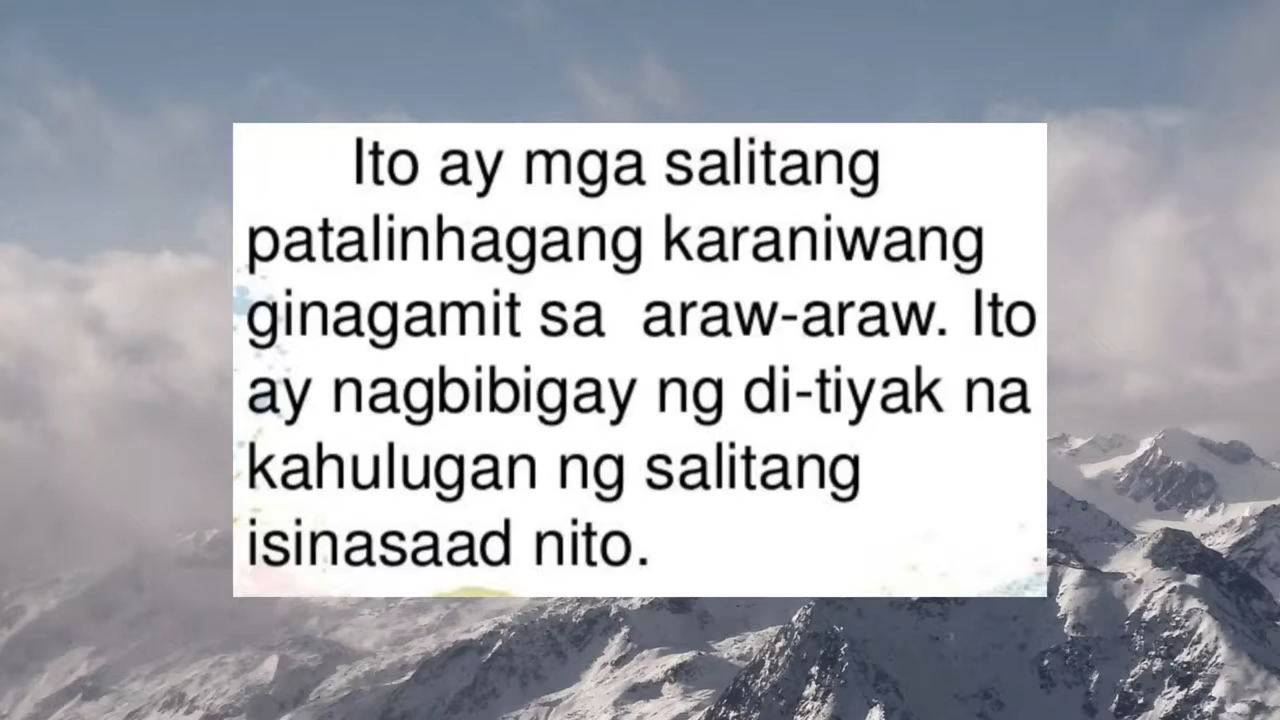 Ito ay mga salitang
patalinhagang karaniwang
ginagamit sa araw-araw. Ito
ay nagbibigay ng di-tiyak na
kahulugan ng salitang
isinasaad nito.